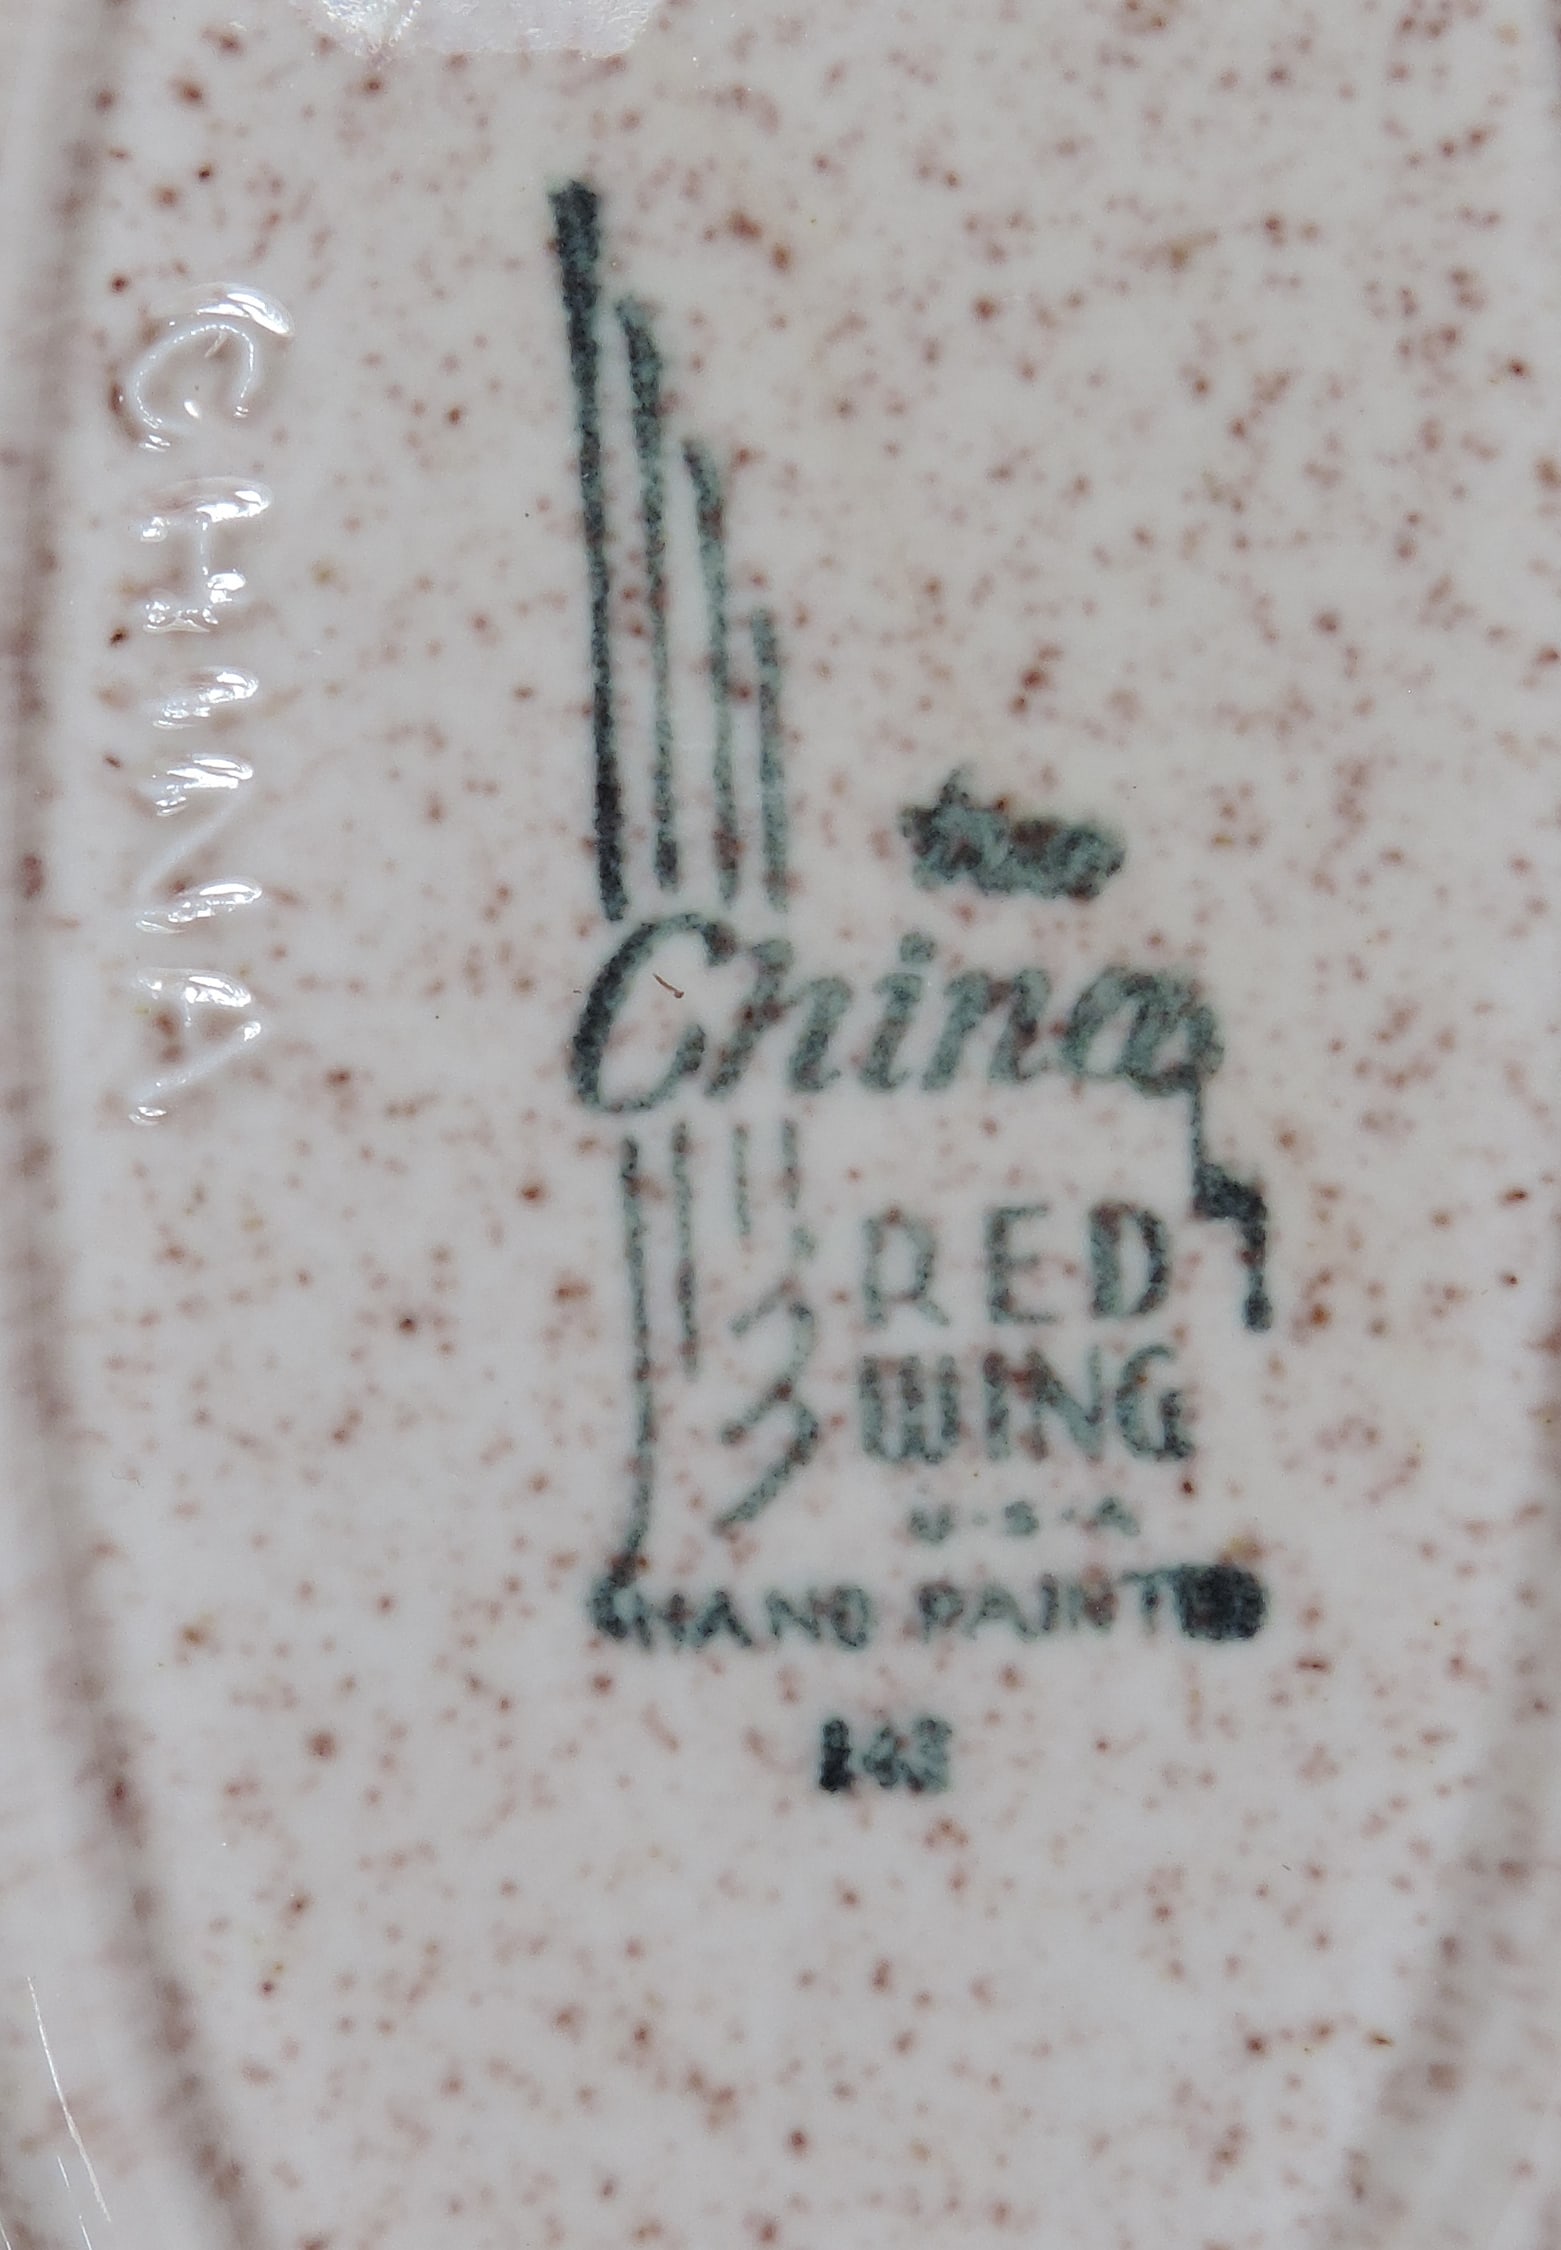 CHINA
China
RED
WING
U·S·A
HAND PAINTED